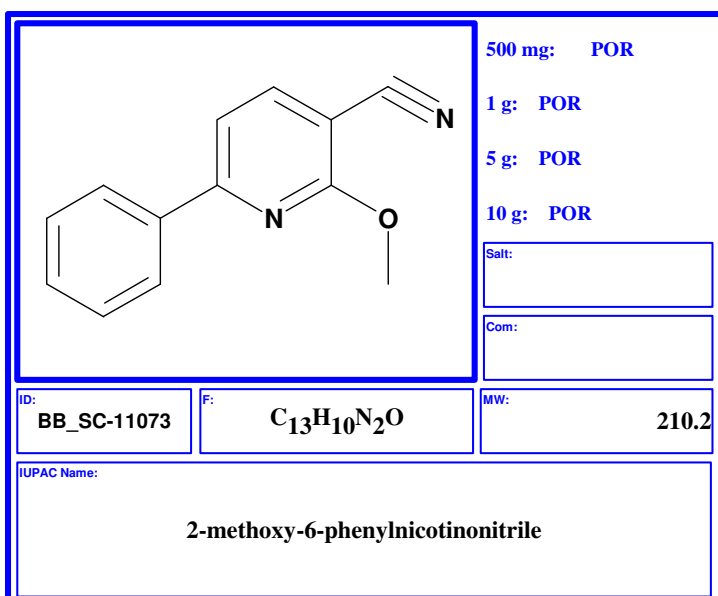 500 mg: POR
1 g: POR
5 g: POR
10 g: POR
N
N
O
Salt:
Com:
ID:
BB_SC-11073
F:
C13H10N2O
MW:
210.2
IUPAC Name:
2-methoxy-6-phenylnicotinonitrile